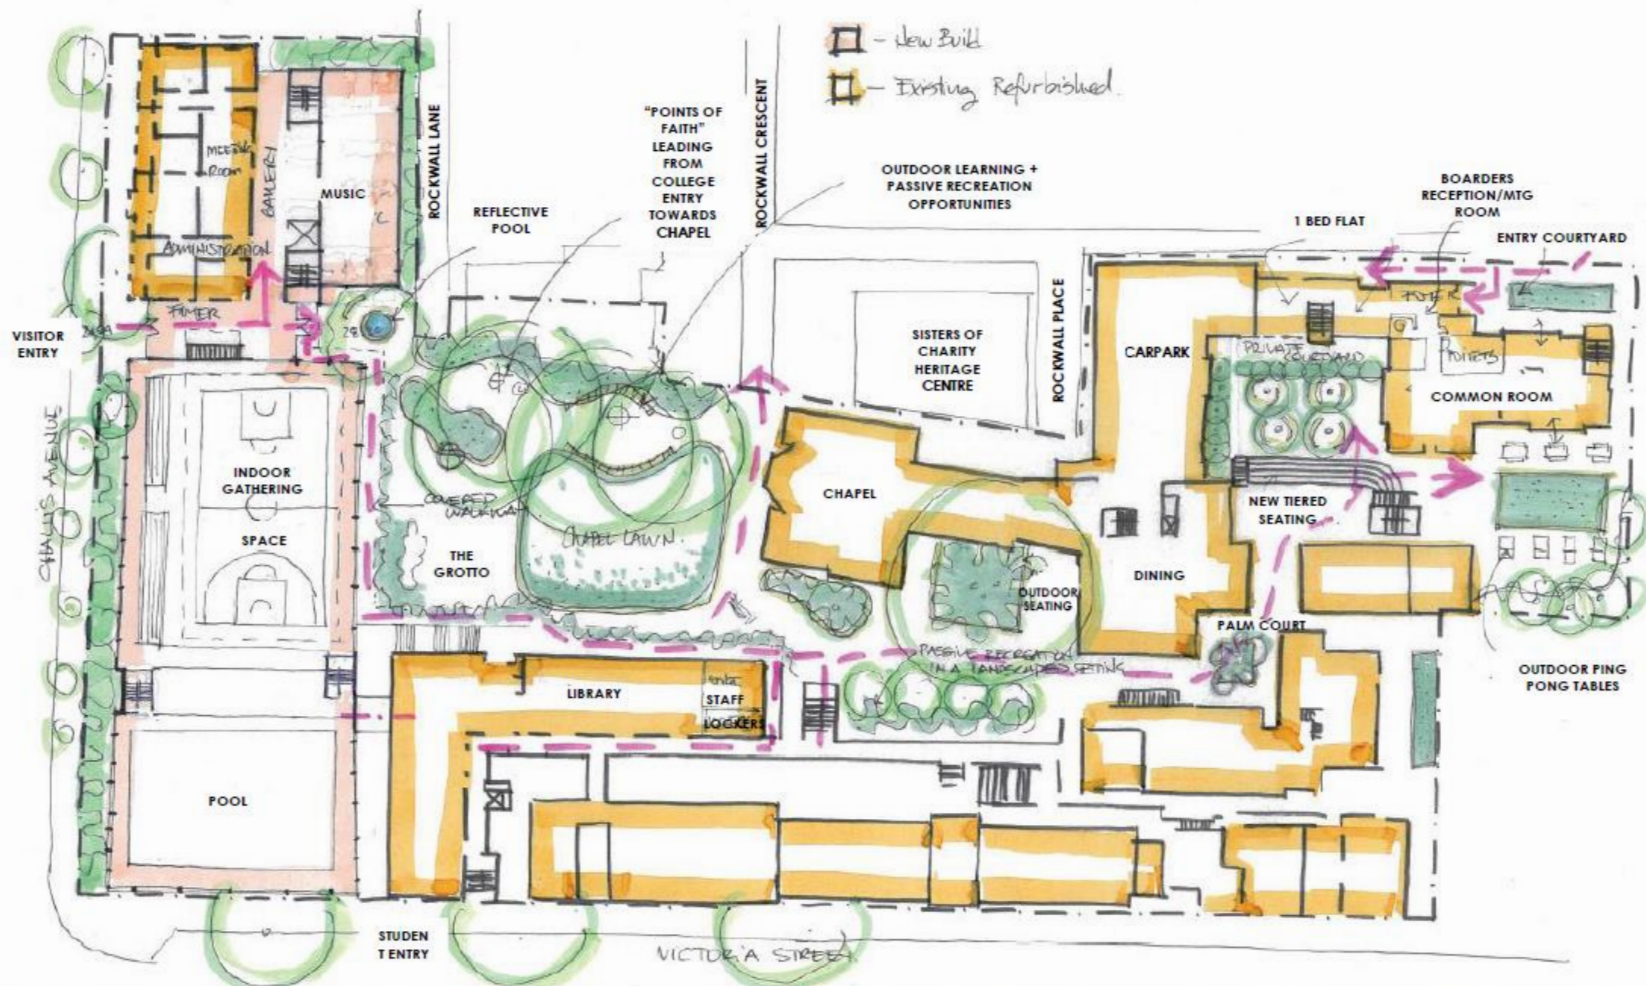 - New Build
- Existing Refurbished.
ROCKWALL LANE
"POINTS OF
FAITH"
LEADING
FROM
COLLEGE
ENTRY
TOWARDS
CHAPEL
ROCKWALL CRESCENT
OUTDOOR LEARNING +
PASSIVE RECREATION
OPPORTUNITIES
REFLECTIVE
POOL
BOARDERS
RECEPTION/MTG
ROOM
1 BED FLAT
ENTRY COURTYARD
MEETING
ROOM
GALLERY
MUSIC
ADMINISTRATION
FOYER
VISITOR
ENTRY
SISTERS OF
CHARITY
HERITAGE
CENTRE
ROCKWALL PLACE
CARPARK
FOYER
PRIVATE
COURTYARD
TOILETS
COMMON ROOM
CHALLIS AVENUE
INDOOR
GATHERING
SPACE
COVERED
WALKWAY
THE
GROTTO
CHAPEL LAWN.
CHAPEL
NEW TIERED
SEATING
DINING
OUTDOOR
SEATING
PALM COURT
PASSIVE RECREATION
IN A LANDSCAPED SETTING
OUTDOOR PING
PONG TABLES
LIBRARY
STAFF
LOCKERS
POOL
STUDEN
T ENTRY
VICTORIA STREET